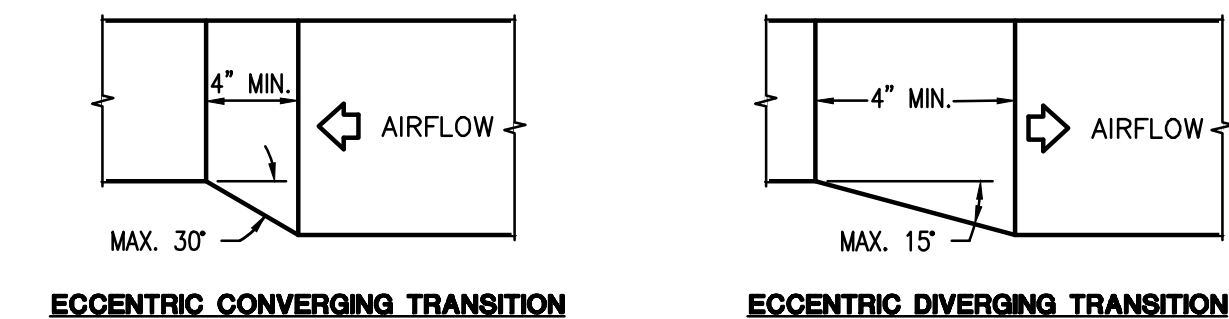 4" MIN.
AIRFLOW
MAX. 30°
ECCENTRIC CONVERGING TRANSITION
4" MIN.
AIRFLOW
MAX. 15°
ECCENTRIC DIVERGING TRANSITION